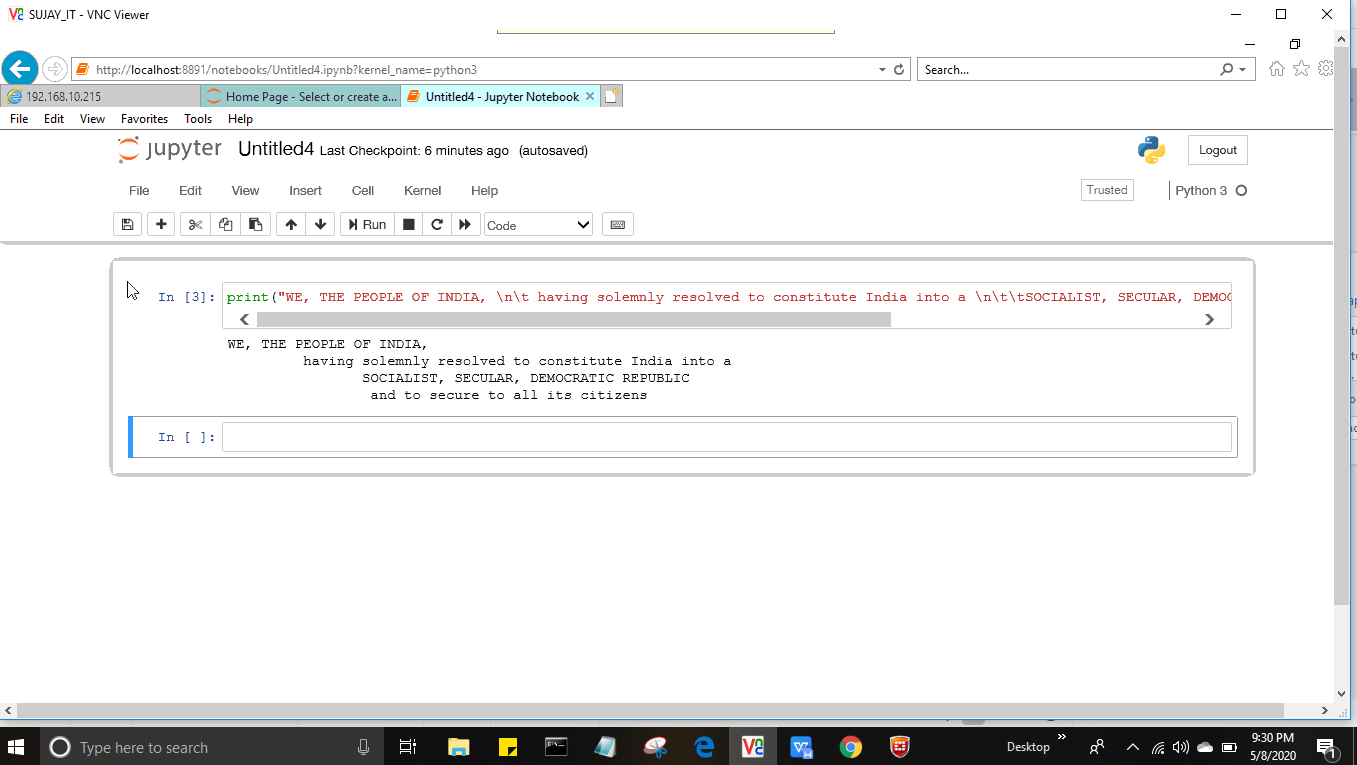 SUJAY_IT - VNC Viewer
http://localhost:8891/notebooks/Untitled4.ipynb?kernel_name=python3
Search...
192.168.10.215
Home Page - Select or create a...
Untitled4 - Jupyter Notebook
File Edit View Favorites Tools Help
jupyter Untitled4 Last Checkpoint: 6 minutes ago (autosaved)
Logout
File Edit View Insert Cell Kernel Help
Trusted
Python 3
Run
Code
In [3]: print("WE, THE PEOPLE OF INDIA, \n\t having solemnly resolved to constitute India into a \n\t\tSOCIALIST, SECULAR, DEMOC
WE, THE PEOPLE OF INDIA,
having solemnly resolved to constitute India into a
SOCIALIST, SECULAR, DEMOCRATIC REPUBLIC
and to secure to all its citizens
In [ ]:
Type here to search
Desktop
9:30 PM
5/8/2020
1